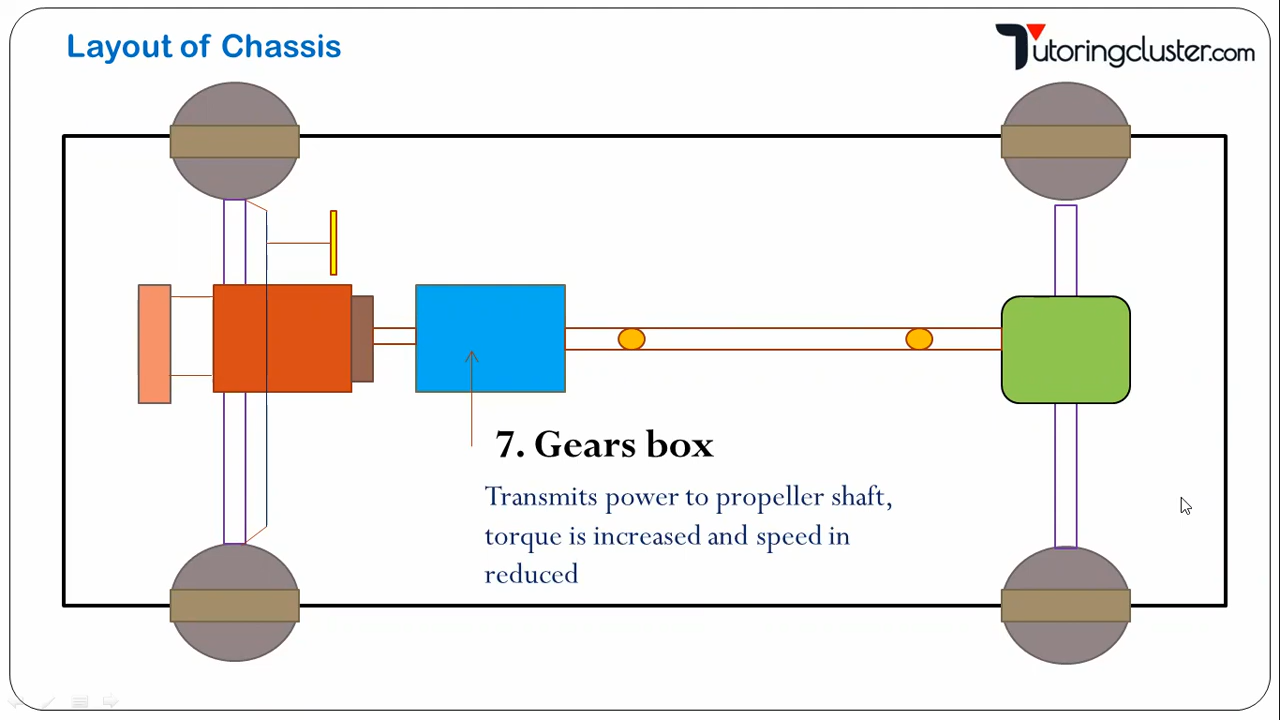 Layout of Chassis
Tutoringcluster.com
7. Gears box
Transmits power to propeller shaft,
torque is increased and speed in
reduced